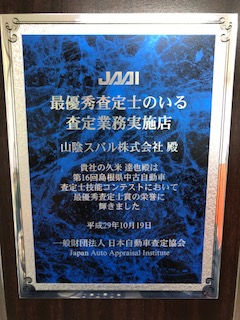 JAAI
最優秀査定士のいる
査定業務実施店
山陰スバル株式会社 殿
貴社の久米 達也殿は
第16回島根県中古自動車
査定士技能コンテストにおいて
最優秀査定士賞の栄誉に
輝きました
平成29年10月19日
一般財団法人 日本自動車査定協会
Japan Auto Appraisal Institute